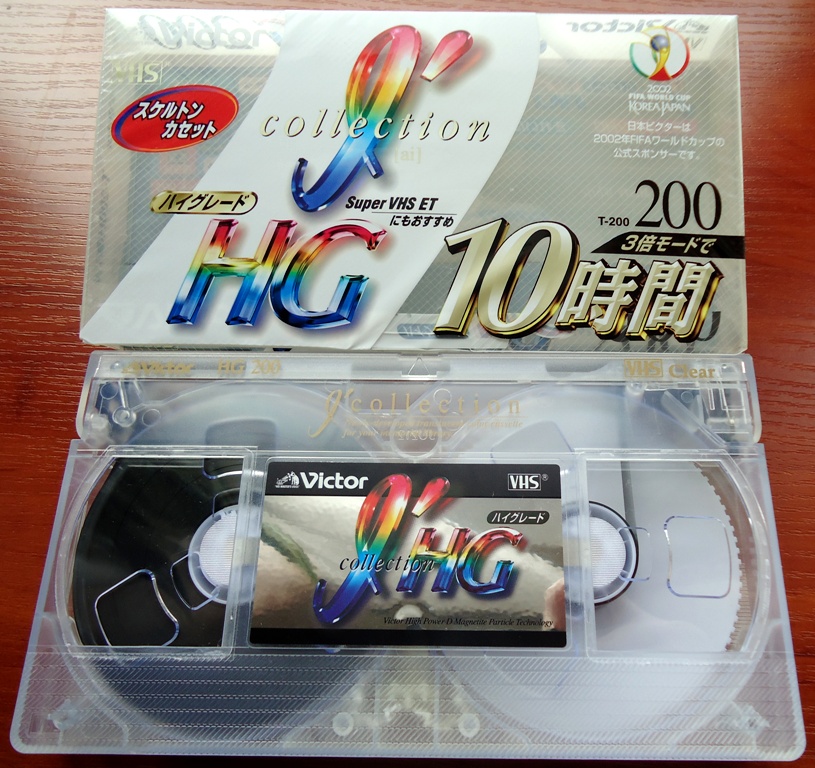 VHS
スケルトン
カセット
collection
[ai]
2002
FIFA WORLD CUP
KOREA JAPAN
日本ビクターは
2002年FIFAワールドカップの
公式スポンサーです。
ハイグレード
Super VHS ET
にもおすすめ
HG
T-200 200
3倍モードで
10時間
Victor HG 200
VHS Clear
collection
Victor
VHS
ハイグレード
collection
HG
Victor High Power-D Magnetite Particle Technology